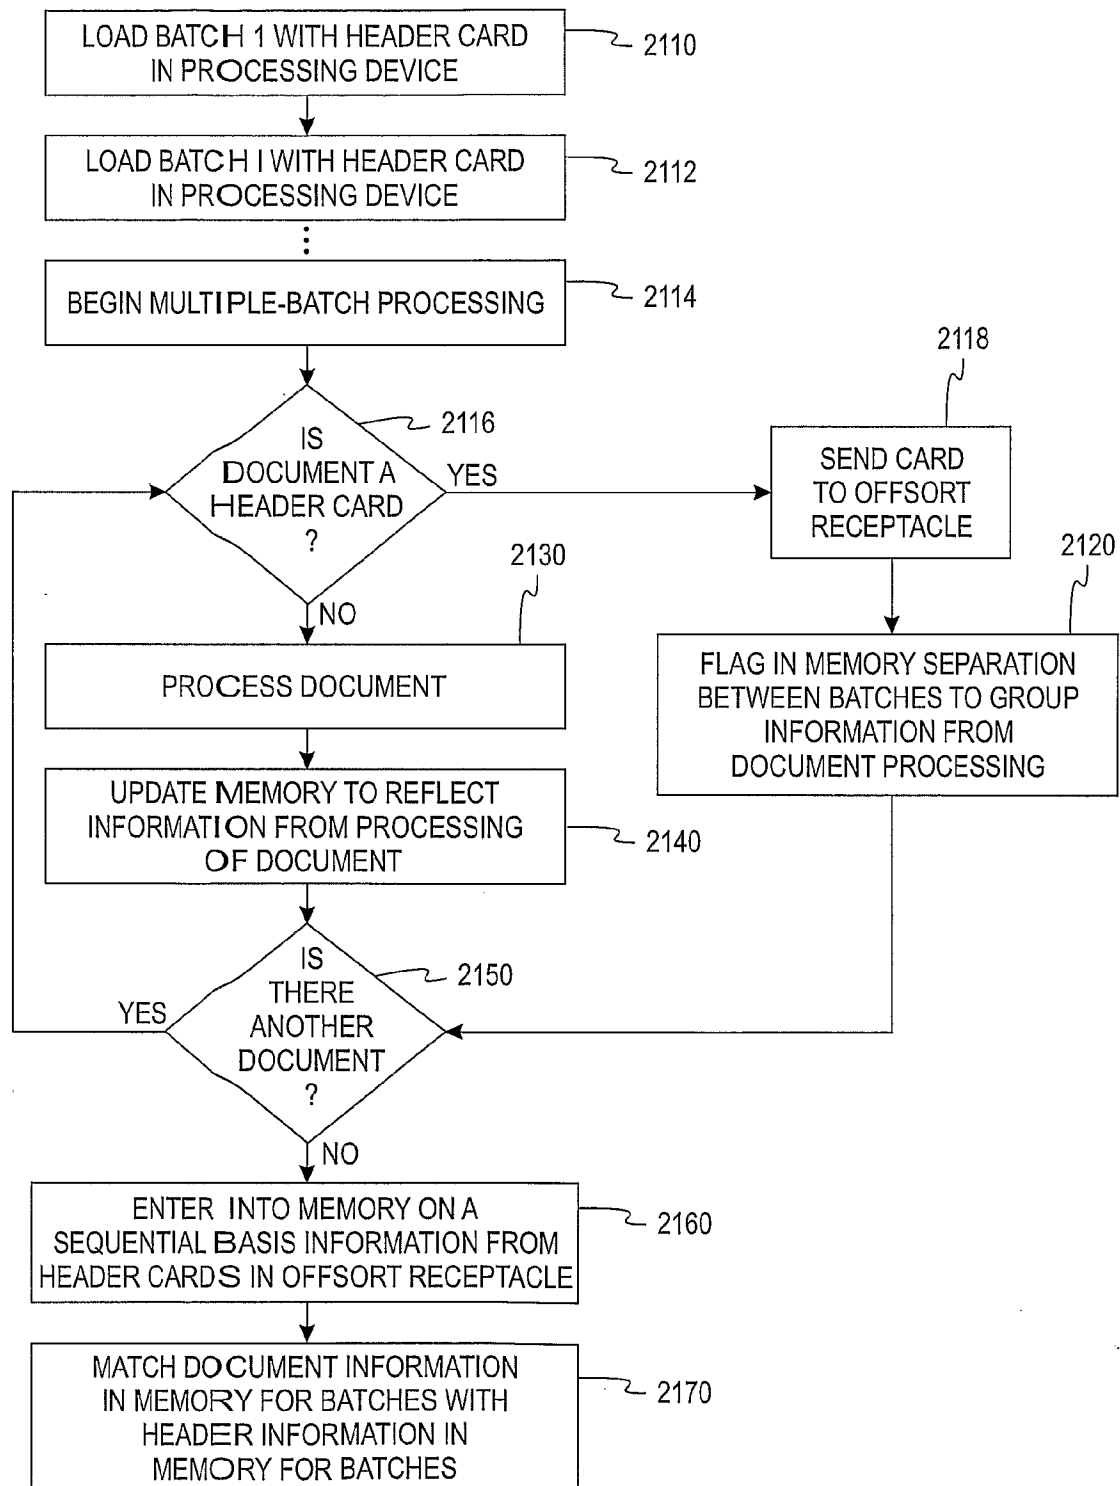 LOAD BATCH 1 WITH HEADER CARD
IN PROCESSING DEVICE
2110
LOAD BATCH I WITH HEADER CARD
IN PROCESSING DEVICE
2112
BEGIN MULTIPLE-BATCH PROCESSING
2114
2116
IS
DOCUMENT A
HEADER CARD
?
YES
2118
SEND CARD
TO OFFSORT
RECEPTACLE
NO
2130
PROCESS DOCUMENT
2120
FLAG IN MEMORY SEPARATION
BETWEEN BATCHES TO GROUP
INFORMATION FROM
DOCUMENT PROCESSING
UPDATE MEMORY TO REFLECT
INFORMATION FROM PROCESSING
OF DOCUMENT
2140
IS
THERE
ANOTHER
DOCUMENT
?
2150
YES
NO
ENTER INTO MEMORY ON A
SEQUENTIAL BASIS INFORMATION FROM
HEADER CARDS IN OFFSORT RECEPTACLE
2160
MATCH DOCUMENT INFORMATION
IN MEMORY FOR BATCHES WITH
HEADER INFORMATION IN
MEMORY FOR BATCHES
2170